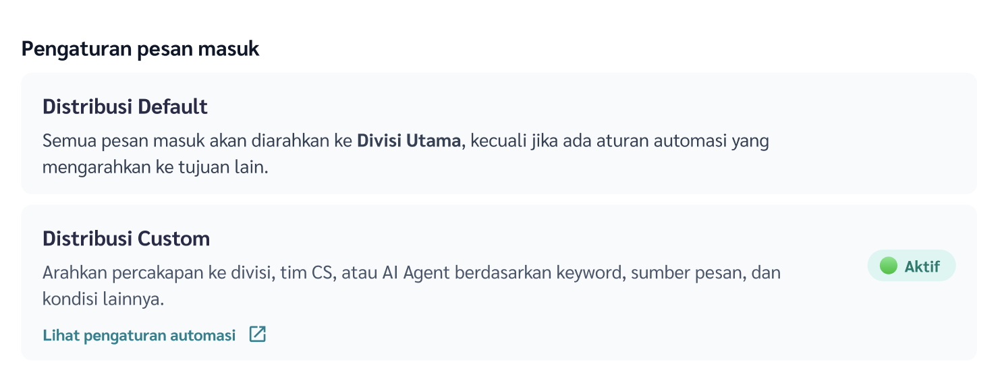 Pengaturan pesan masuk
Distribusi Default
Semua pesan masuk akan diarahkan ke Divisi Utama, kecuali jika ada aturan automasi yang
mengarahkan ke tujuan lain.
Distribusi Custom
Arahkan percakapan ke divisi, tim CS, atau AI Agent berdasarkan keyword, sumber pesan, dan
kondisi lainnya.
Aktif
Lihat pengaturan automasi